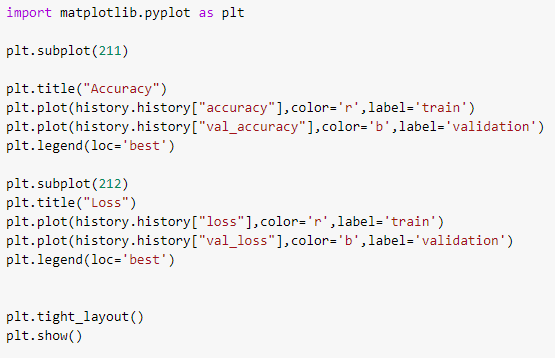 import matplotlib.pyplot as plt
plt.subplot(211)
plt.title("Accuracy")
plt.plot(history.history["accuracy"],color='r',label='train')
plt.plot(history.history["val_accuracy"],color='b',label='validation')
plt.legend(loc='best')
plt.subplot(212)
plt.title("Loss")
plt.plot(history.history["loss"],color='r',label='train')
plt.plot(history.history["val_loss"],color='b',label='validation')
plt.legend(loc='best')
plt.tight_layout()
plt.show()